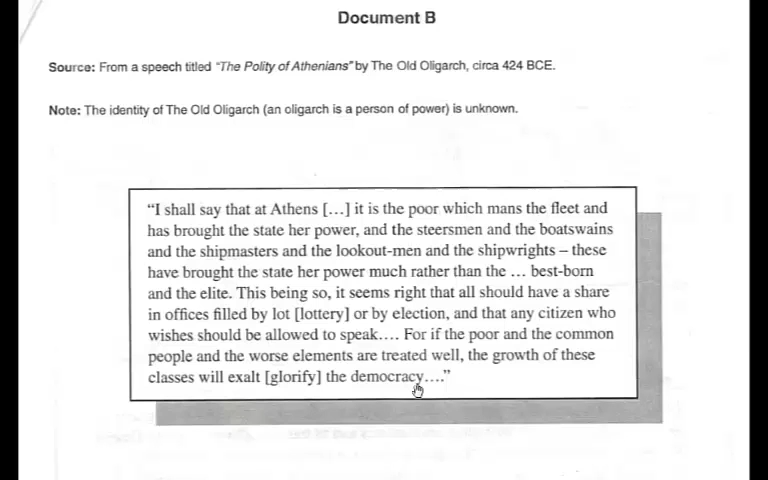 Document B
Source: From a speech titled "The Polity of Athenians" by The Old Oligarch, circa 424 BCE.
Note: The identity of The Old Oligarch (an oligarch is a person of power) is unknown.
“I shall say that at Athens […] it is the poor which mans the fleet and
has brought the state her power, and the steersmen and the boatswains
and the shipmasters and the lookout-men and the shipwrights – these
have brought the state her power much rather than the … best-born
and the elite. This being so, it seems right that all should have a share
in offices filled by lot [lottery] or by election, and that any citizen who
wishes should be allowed to speak…. For if the poor and the common
people and the worse elements are treated well, the growth of these
classes will exalt [glorify] the democracy….”